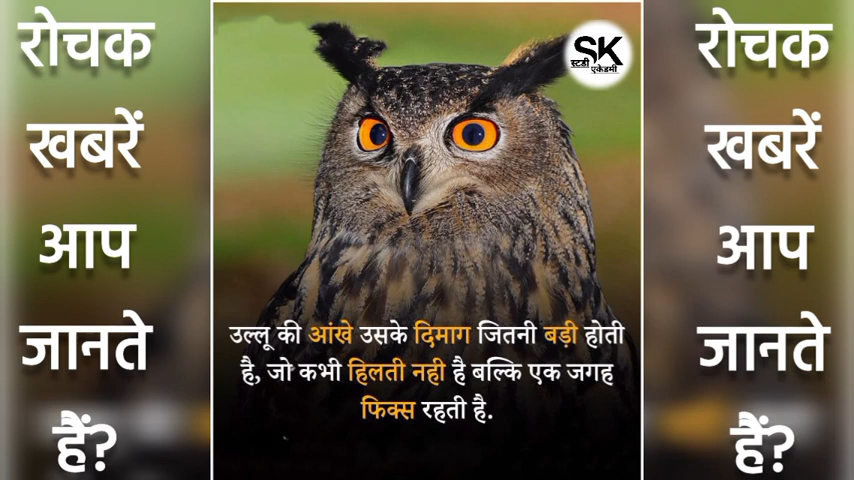 रोचक
खबरें
आप
जानते
हैं?
SK
स्टडी
एकेडमी
उल्लू की आंखे उसके दिमाग जितनी बड़ी होती
है, जो कभी हिलती नही है बल्कि एक जगह
फिक्स रहती है.
रोचक
खबरें
आप
जानते
हैं?